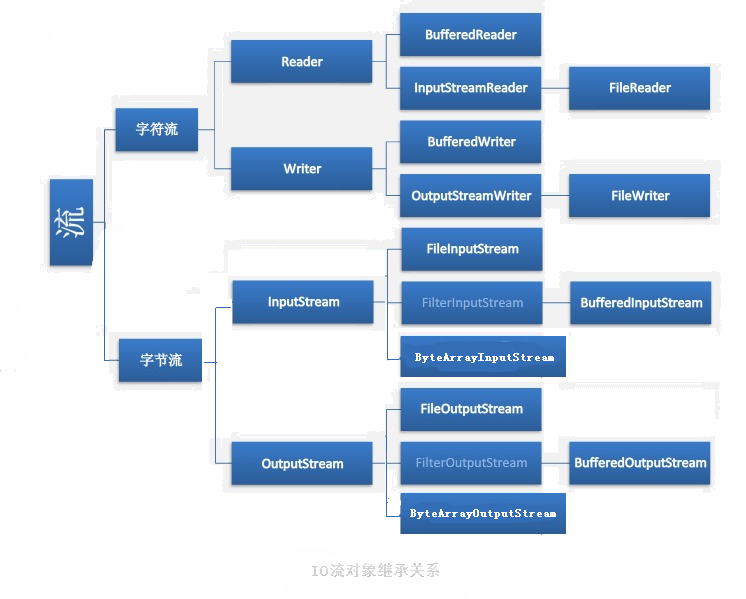 流
字符流
Reader
BufferedReader
InputStreamReader
FileReader
Writer
BufferedWriter
OutputStreamWriter
FileWriter
字节流
InputStream
FileInputStream
FilterInputStream
BufferedInputStream
ByteArrayInputStream
OutputStream
FileOutputStream
FilterOutputStream
BufferedOutputStream
ByteArrayOutputStream
IO流对象继承关系